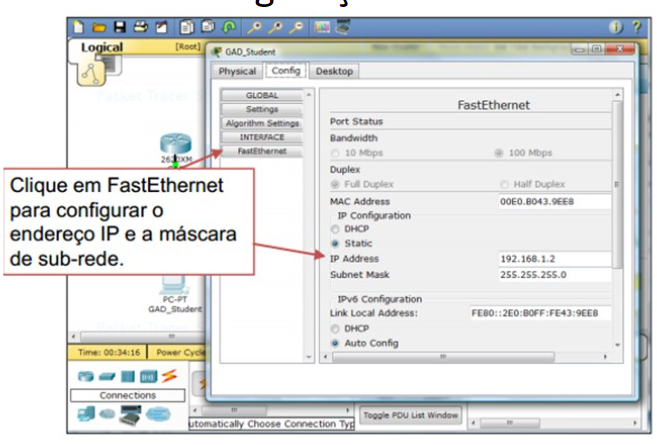 Logical
[Root]
GAD_Student
Physical
Config
Desktop
GLOBAL
Settings
Algorithm Settings
INTERFACE
FastEthernet
FastEthernet
Port Status
Bandwidth
10 Mbps
100 Mbps
Duplex
Full Duplex
Half Duplex
MAC Address
00E0.B043.9EE8
IP Configuration
DHCP
Static
IP Address
192.168.1.2
Subnet Mask
255.255.255.0
IPv6 Configuration
Link Local Address:
FE80::2E0:B0FF:FE43:9EE8
DHCP
Auto Config
Clique em FastEthernet
para configurar o
endereço IP e a máscara
de sub-rede.
PC-PT
GAD_Student
Time: 00:34:16
Power Cycle
Connections
utomatically Choose Connection Typ
Toggle PDU List Window